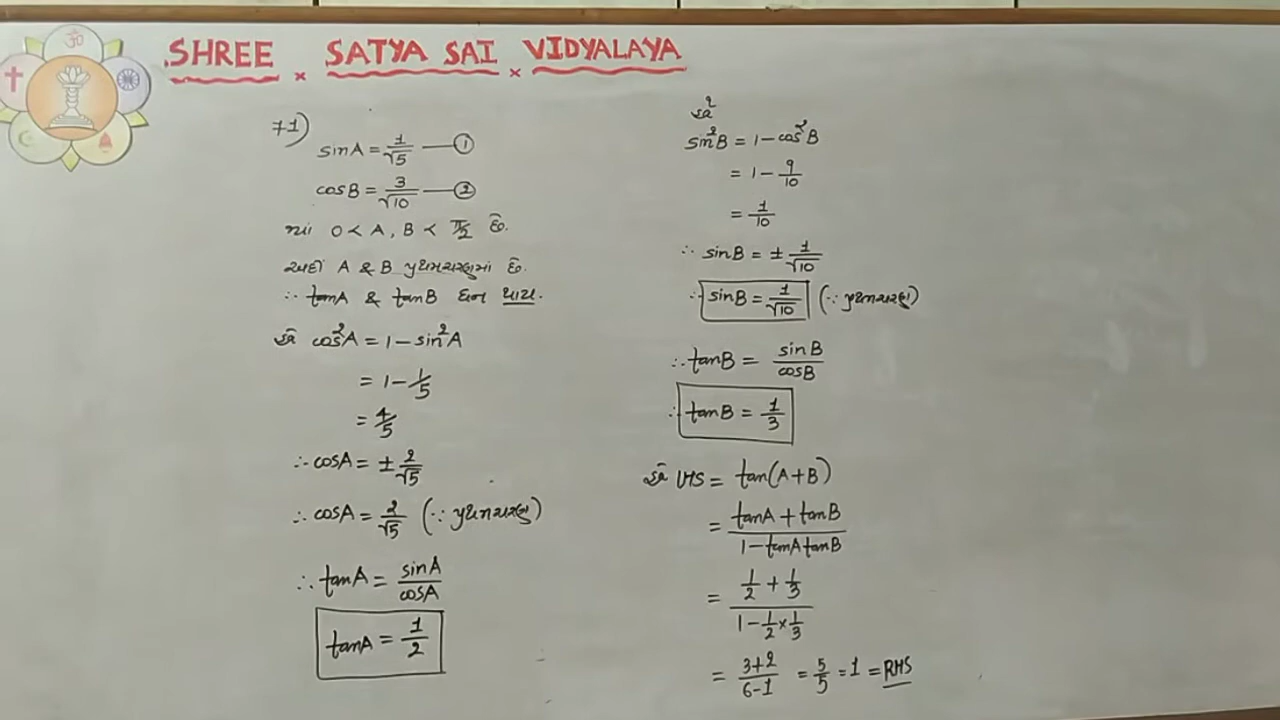 SHREE × SATYA SAI × VIDYALAYA
71)
sinA = 1/√5 —— ①
cosB = 3/√10 —— ②
0 < A, B < π/2 છે.
અહીં A & B પ્રથમચરણમાં છે.
∴ tanA & tanB ધન થાય.
હવે cos²A = 1 - sin²A
= 1 - 1/5
= 4/5
∴ cosA = ± 2/√5
∴ cosA = 2/√5 (∵ પ્રથમચરણ)
∴ tanA = sinA/cosA
tanA = 1/2
હવે
sin²B = 1 - cos²B
= 1 - 9/10
= 1/10
∴ sinB = ± 1/√10
∴ sinB = 1/√10 (∵ પ્રથમચરણ)
∴ tanB = sinB/cosB
∴ tanB = 1/3
હવે LHS = tan(A+B)
= (tanA + tanB)/(1 - tanA tanB)
= (1/2 + 1/3)/(1 - 1/2 × 1/3)
= (3+2)/(6-1) = 5/5 = 1 = RHS